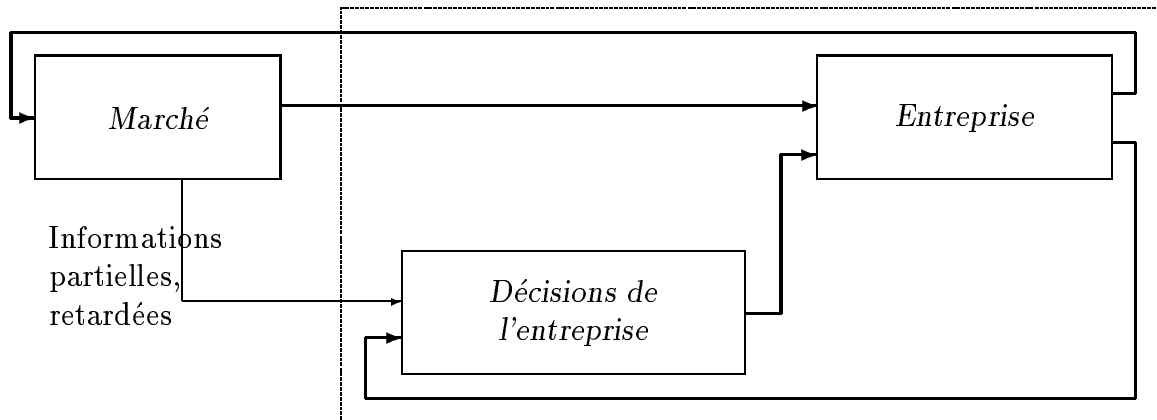 Marché
Entreprise
Informations
partielles,
retardées
Décisions de
l'entreprise